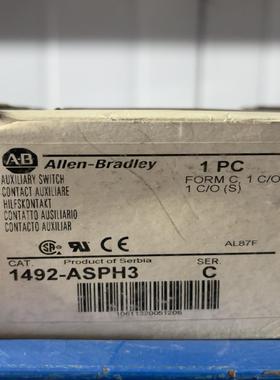 A·B Allen-Bradley 1 PC
AUXILIARY SWITCH
CONTACT AUXILIARE
HILFSKONTAKT
CONTATTO AUSILIARIO
CONTACTO AUXILIAR
FORM C, 1 C/O
1 C/O (S)
AL87F
CAT. Product of Serbia SER.
1492-ASPH3 C
10611320051206